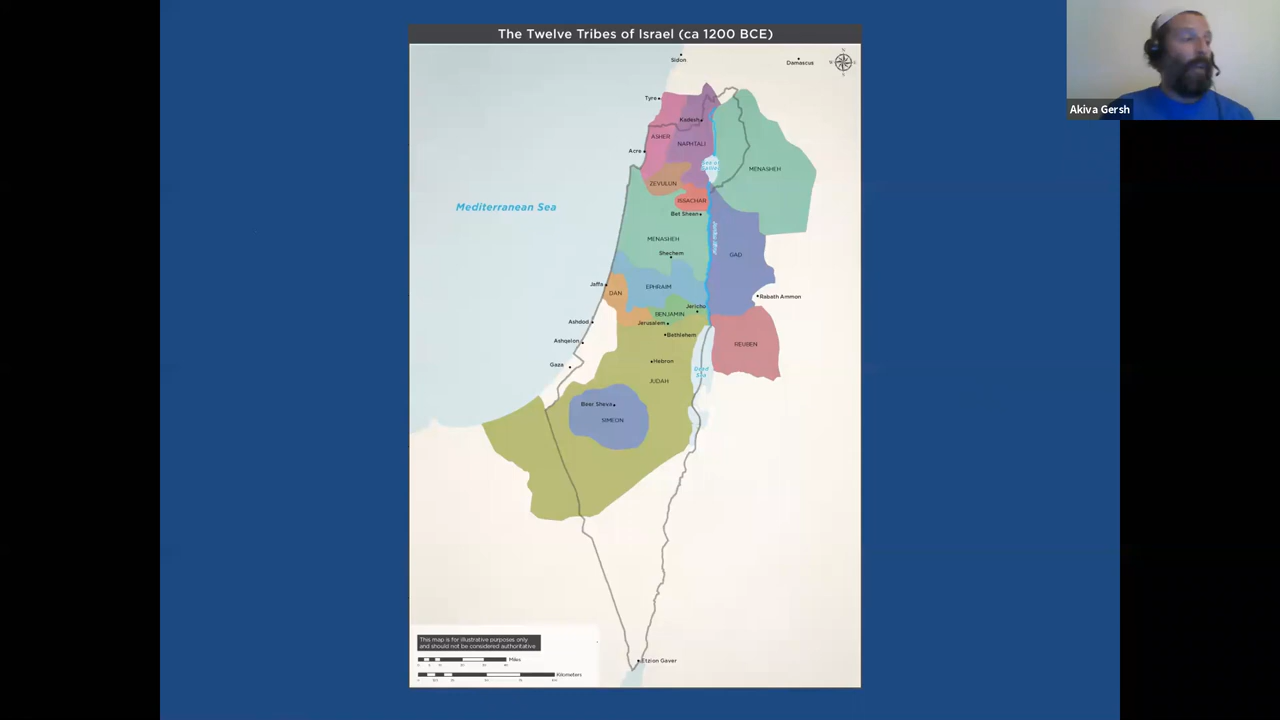 The Twelve Tribes of Israel (ca 1200 BCE)
Akiva Gersh
Sidon
Damascus
Tyre
Kadesh
ASHER
NAPHTALI
Acre
MENASHEH
ZEVULUN
ISSACHAR
Mediterranean Sea
Bet Shean
MENASHEH
Shechem
GAD
Jaffa
EPHRAIM
DAN
Rabath Ammon
Jericho
BENJAMIN
Ashdod
Jerusalem
Bethlehem
Ashqelon
REUBEN
Hebron
Gaza
Dead
Sea
JUDAH
Beer Sheva
SIMEON
This map is for illustrative purposes only
and should not be considered authoritative
Miles
Etzion Gaver
Kilometers